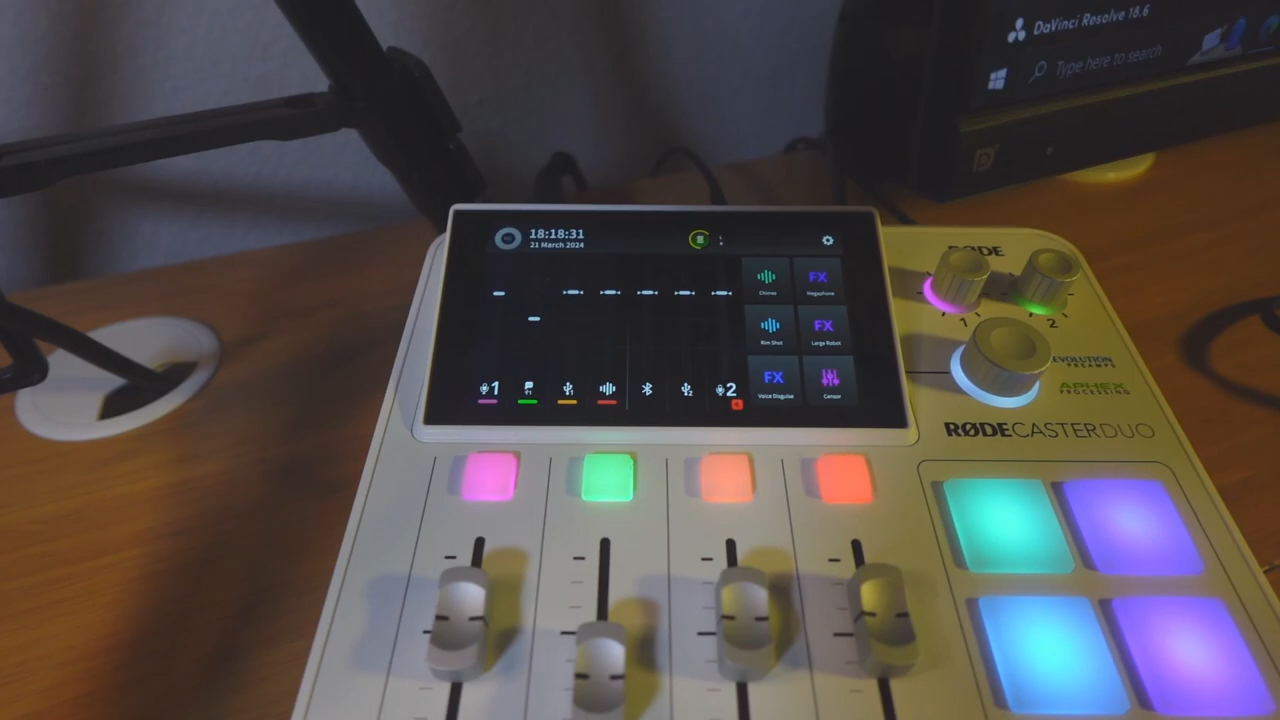 DaVinci Resolve 18.6
Type here to search
18:18:31
21 March 2024
Chimes
FX
Megaphone
Rim Shot
FX
Large Robot
FX
Voice Disguise
Censor
1
2
2
RØDE
1
2
EVOLUTION
PREAMPS
APHEX
PROCESSING
RØDECASTER DUO